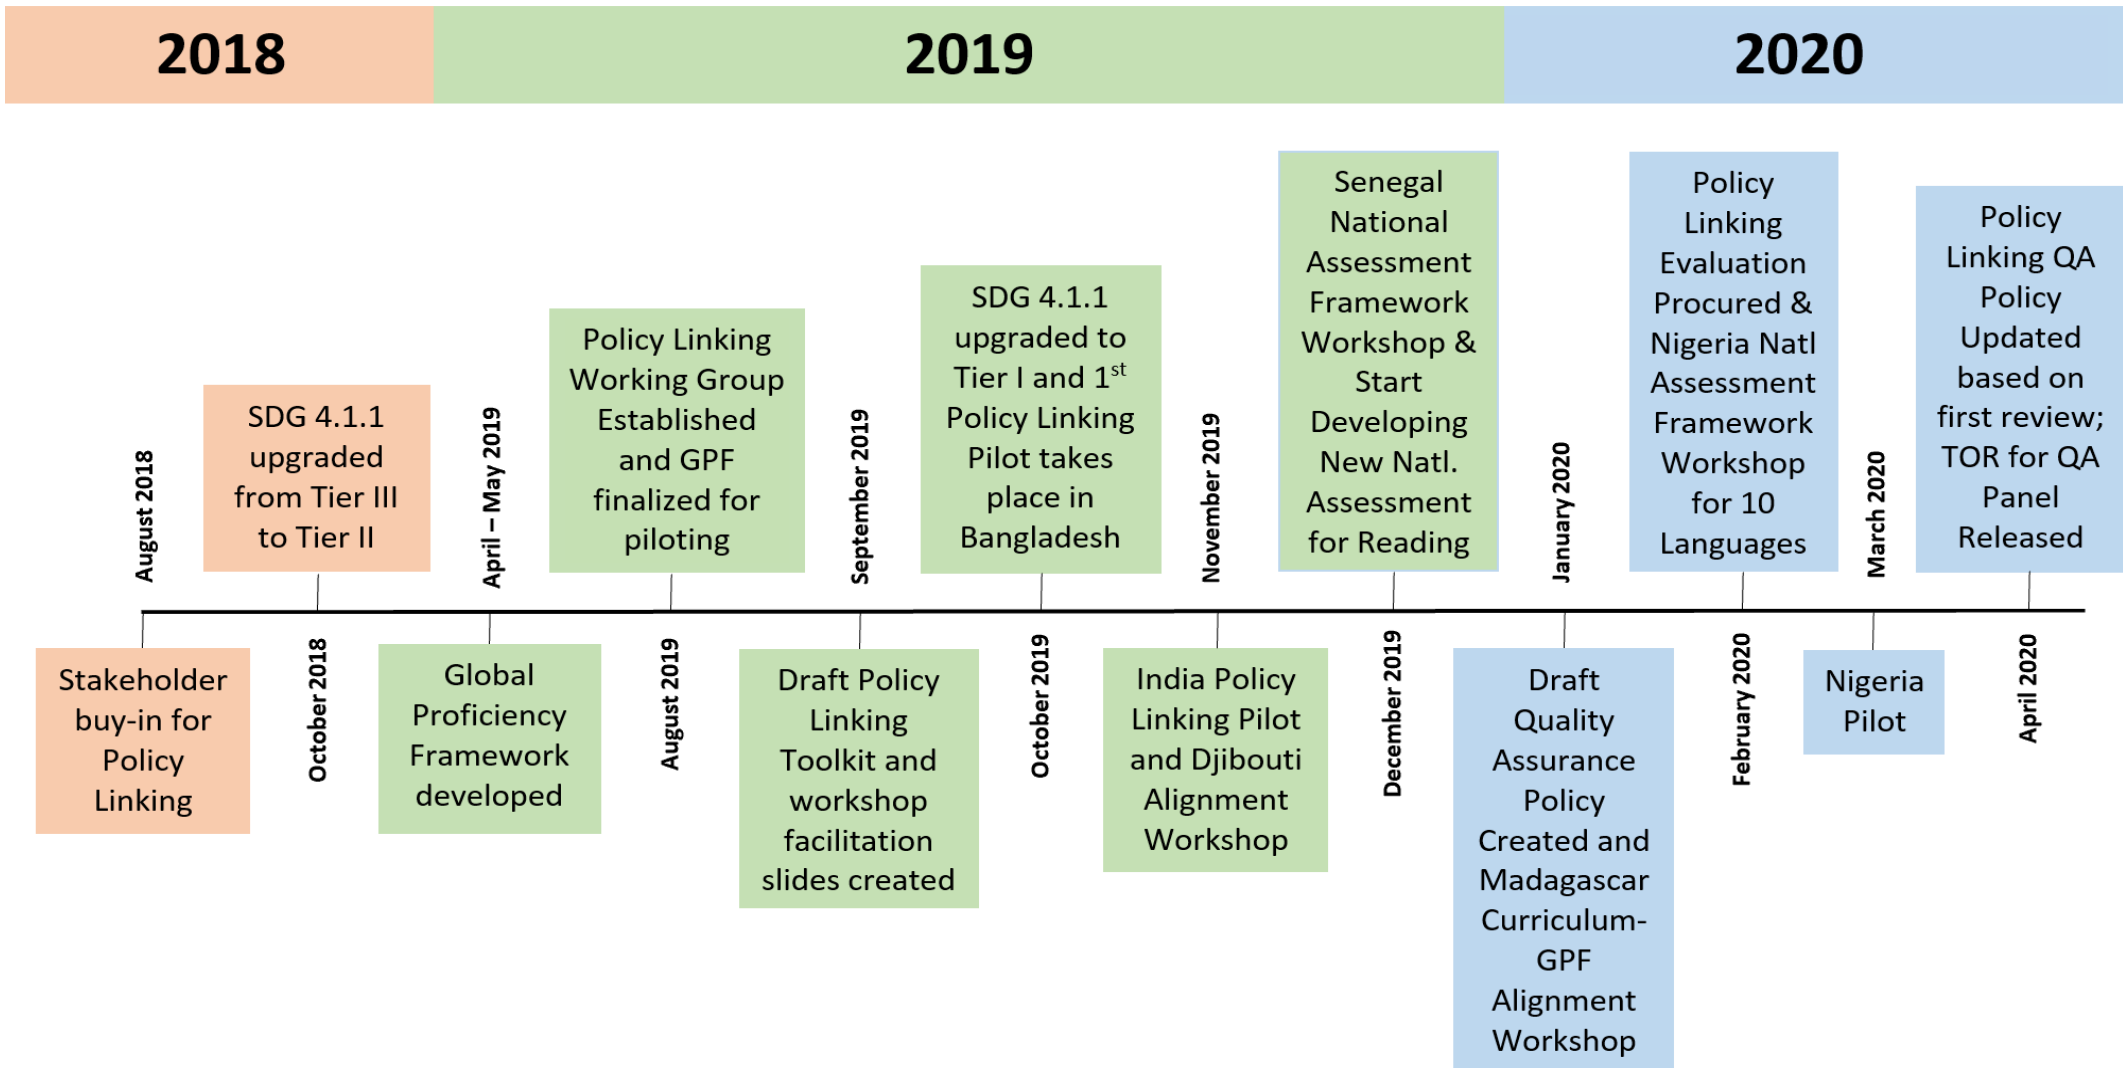 2018
2019
2020
August 2018
Stakeholder
buy-in for
Policy
Linking
SDG 4.1.1
upgraded
from Tier III
to Tier II
October 2018
April – May 2019
Global
Proficiency
Framework
developed
Policy Linking
Working Group
Established
and GPF
finalized for
piloting
August 2019
September 2019
Draft Policy
Linking
Toolkit and
workshop
facilitation
slides created
SDG 4.1.1
upgraded to
Tier I and 1st
Policy Linking
Pilot takes
place in
Bangladesh
October 2019
November 2019
India Policy
Linking Pilot
and Djibouti
Alignment
Workshop
Senegal
National
Assessment
Framework
Workshop &
Start
Developing
New Natl.
Assessment
for Reading
December 2019
January 2020
Draft
Quality
Assurance
Policy
Created and
Madagascar
Curriculum-
GPF
Alignment
Workshop
Policy
Linking
Evaluation
Procured &
Nigeria Natl
Assessment
Framework
Workshop
for 10
Languages
February 2020
March 2020
Nigeria
Pilot
Policy
Linking QA
Policy
Updated
based on
first review;
TOR for QA
Panel
Released
April 2020